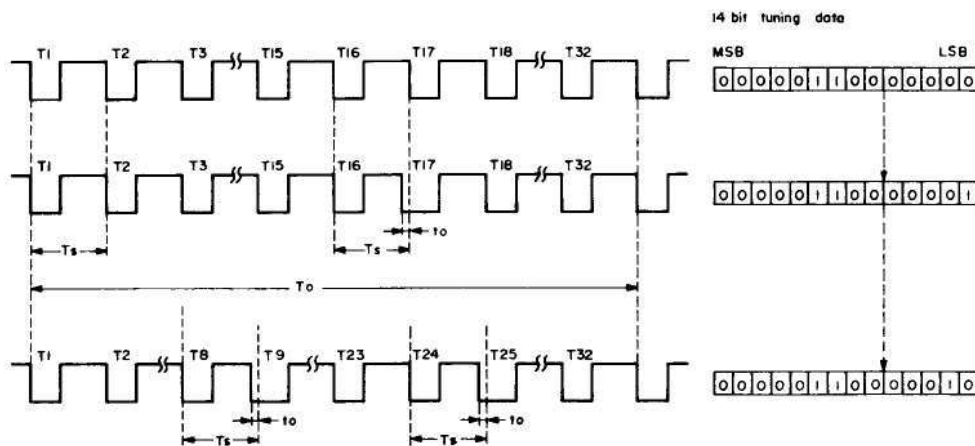 14 bit tuning data
T1 T2 T3 T15 T16 T17 T18 T32 MSB LSB
0 0 0 0 0 1 1 0 0 0 0 0 0 0
T1 T2 T3 T15 T16 T17 T18 T32
0 0 0 0 0 1 1 0 0 0 0 0 0 1
Ts Ts to
To
T1 T2 T8 T9 T23 T24 T25 T32
0 0 0 0 0 1 1 0 0 0 0 0 1 0
to to
Ts Ts